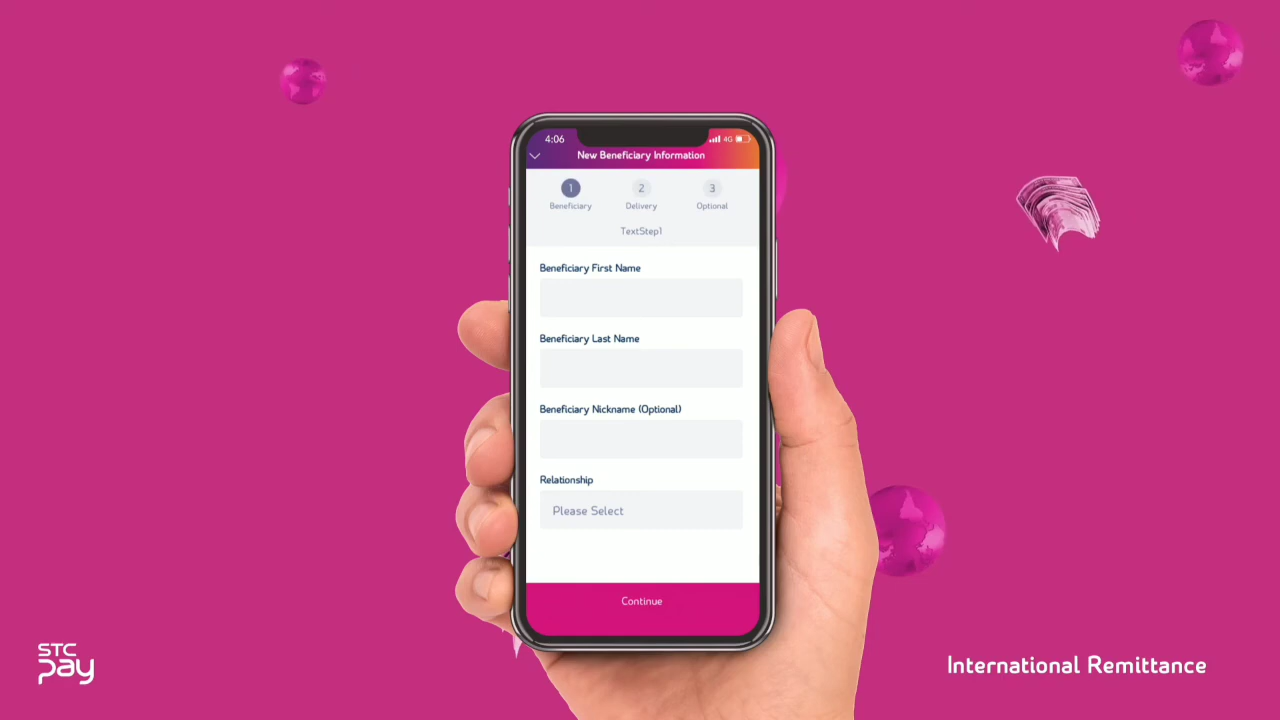 4:06
4G
New Beneficiary Information
1
2
3
Beneficiary
Delivery
Optional
TextStep1
Beneficiary First Name
Beneficiary Last Name
Beneficiary Nickname (Optional)
Relationship
Please Select
Continue
STC
pay
International Remittance